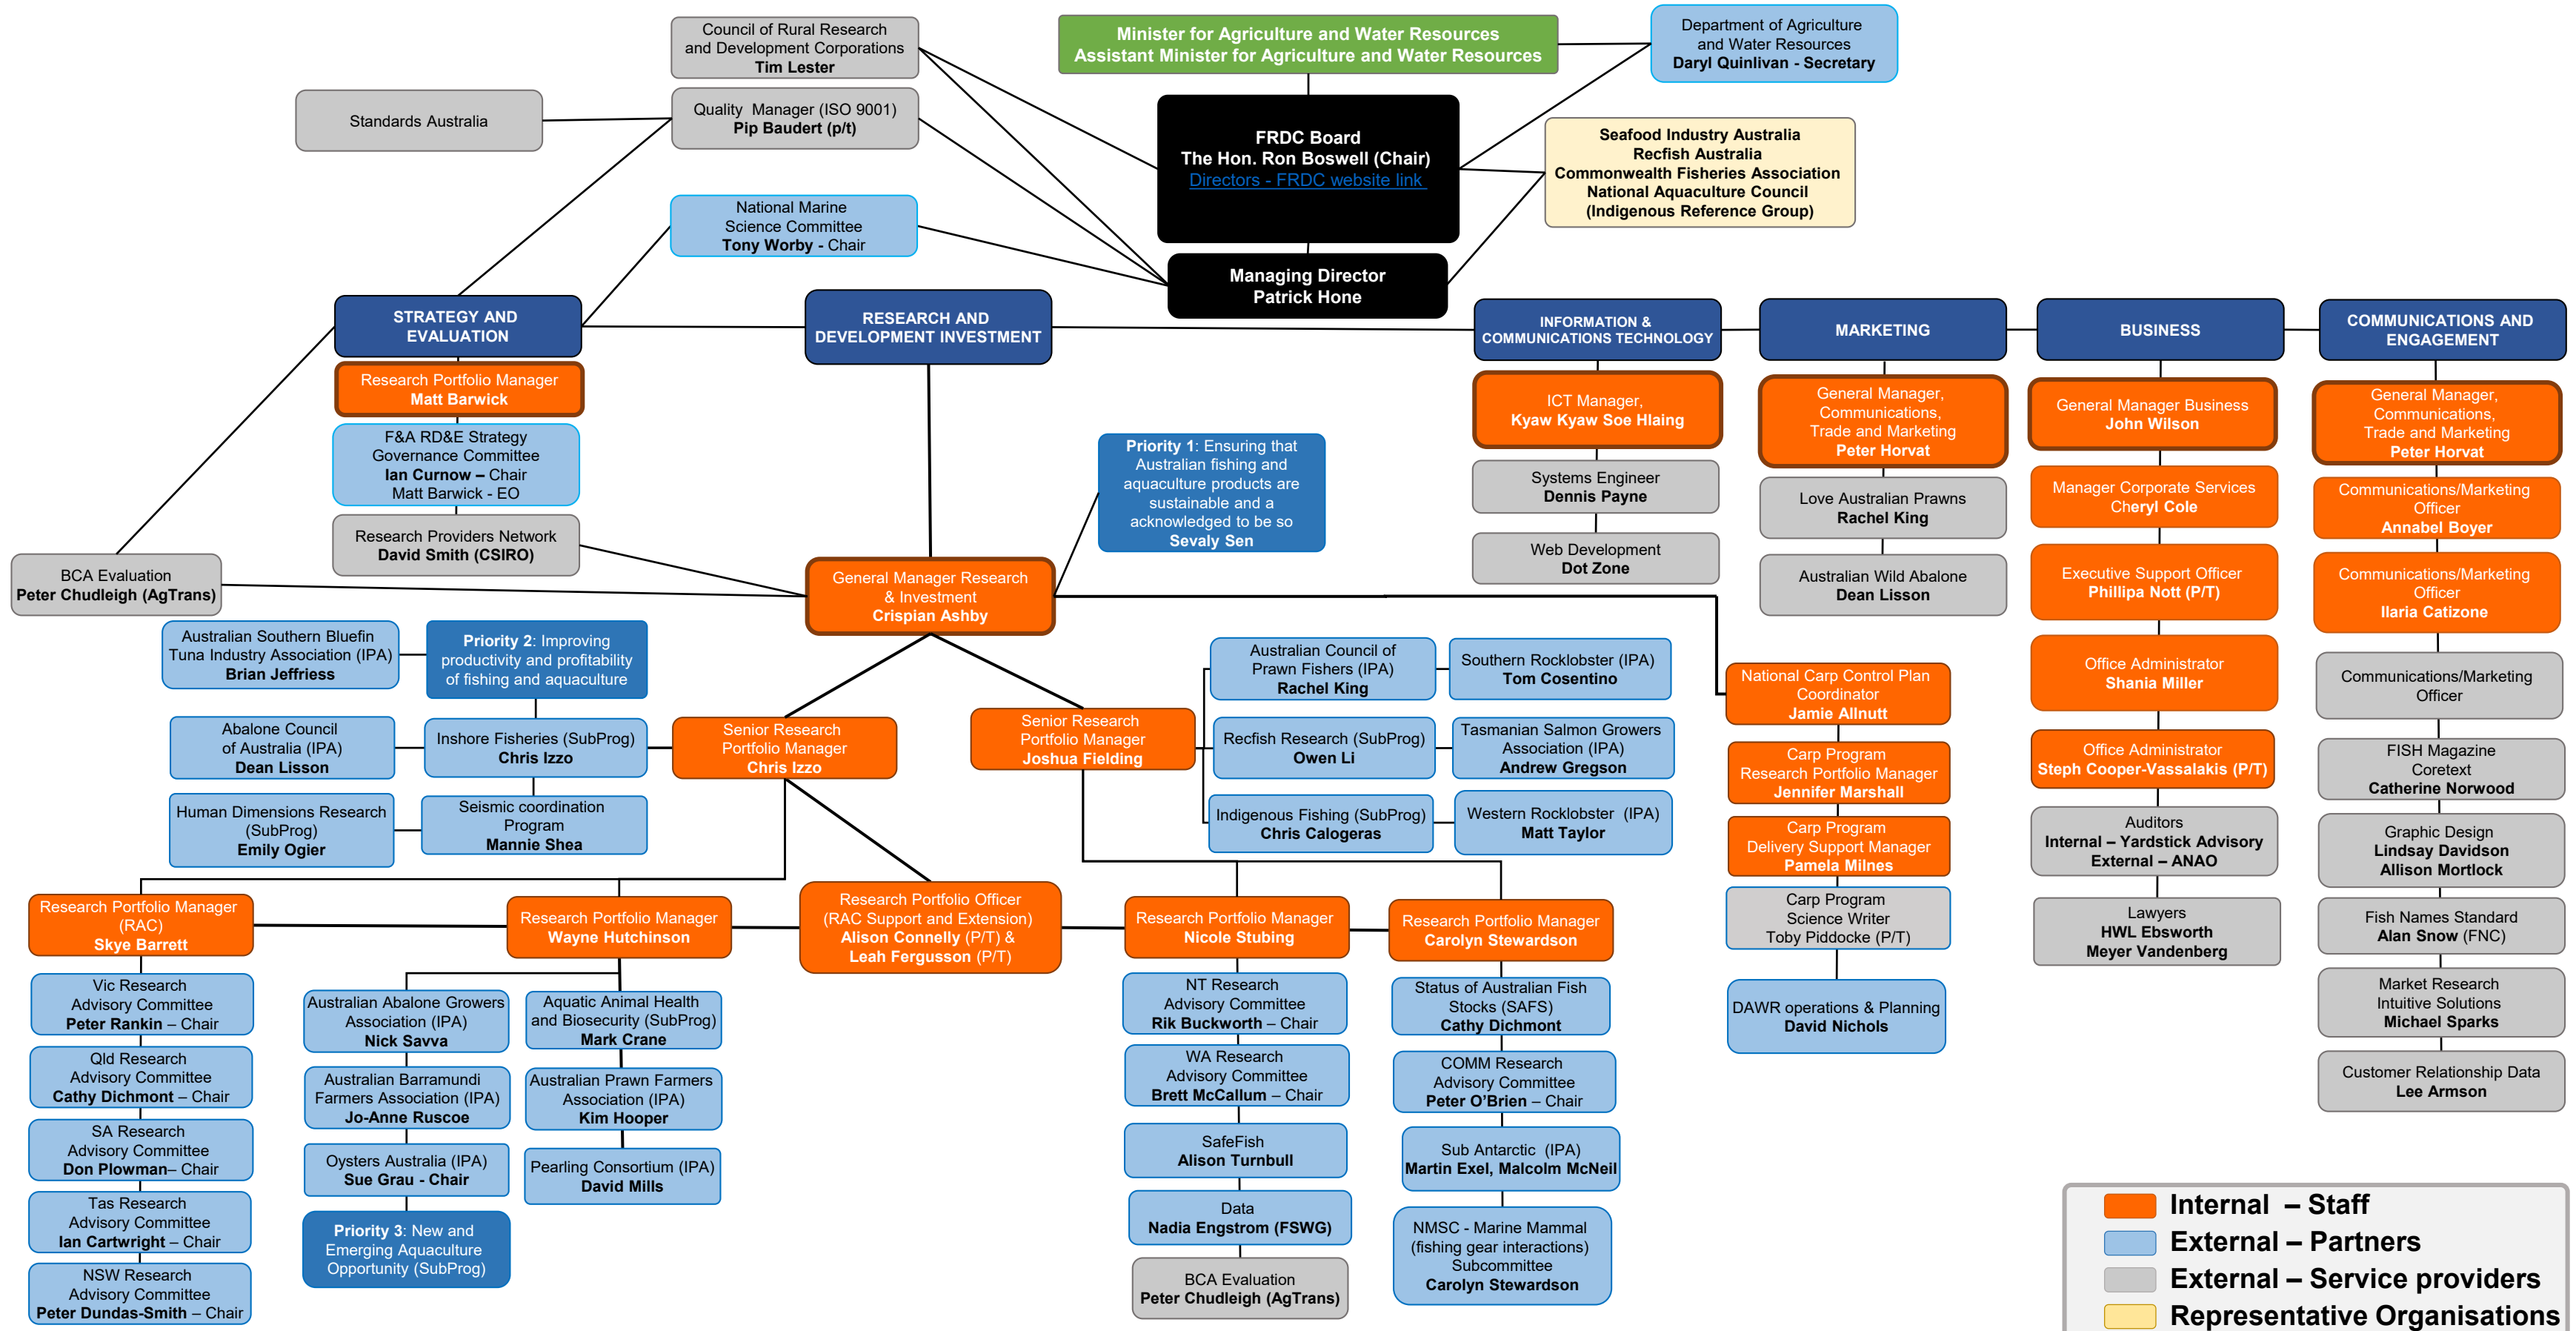 Council of Rural Research
and Development Corporations
Tim Lester
Minister for Agriculture and Water Resources
Assistant Minister for Agriculture and Water Resources
Department of Agriculture
and Water Resources
Daryl Quinlivan - Secretary
Standards Australia
Quality Manager (ISO 9001)
Pip Baudert (p/t)
FRDC Board
The Hon. Ron Boswell (Chair)
Directors - FRDC website link
Seafood Industry Australia
Recfish Australia
Commonwealth Fisheries Association
National Aquaculture Council
(Indigenous Reference Group)
National Marine
Science Committee
Tony Worby - Chair
Managing Director
Patrick Hone
STRATEGY AND
EVALUATION
RESEARCH AND
DEVELOPMENT INVESTMENT
INFORMATION &
COMMUNICATIONS TECHNOLOGY
MARKETING
BUSINESS
COMMUNICATIONS AND
ENGAGEMENT
Research Portfolio Manager
Matt Barwick
F&A RD&E Strategy
Governance Committee
Ian Curnow – Chair
Matt Barwick - EO
Research Providers Network
David Smith (CSIRO)
BCA Evaluation
Peter Chudleigh (AgTrans)
Priority 1: Ensuring that
Australian fishing and
aquaculture products are
sustainable and a
acknowledged to be so
Sevaly Sen
General Manager Research
& Investment
Crispian Ashby
ICT Manager,
Kyaw Kyaw Soe Hlaing
Systems Engineer
Dennis Payne
Web Development
Dot Zone
General Manager,
Communications,
Trade and Marketing
Peter Horvat
Love Australian Prawns
Rachel King
Australian Wild Abalone
Dean Lisson
General Manager Business
John Wilson
Manager Corporate Services
Cheryl Cole
Executive Support Officer
Phillipa Nott (P/T)
Office Administrator
Shania Miller
Office Administrator
Steph Cooper-Vassalakis (P/T)
Auditors
Internal – Yardstick Advisory
External – ANAO
Lawyers
HWL Ebsworth
Meyer Vandenberg
General Manager,
Communications,
Trade and Marketing
Peter Horvat
Communications/Marketing
Officer
Annabel Boyer
Communications/Marketing
Officer
Ilaria Catizone
Communications/Marketing
Officer
FISH Magazine
Coretext
Catherine Norwood
Graphic Design
Lindsay Davidson
Allison Mortlock
Fish Names Standard
Alan Snow (FNC)
Market Research
Intuitive Solutions
Michael Sparks
Customer Relationship Data
Lee Armson
Australian Southern Bluefin
Tuna Industry Association (IPA)
Brian Jeffriess
Priority 2: Improving
productivity and profitability
of fishing and aquaculture
Abalone Council
of Australia (IPA)
Dean Lisson
Inshore Fisheries (SubProg)
Chris Izzo
Senior Research
Portfolio Manager
Chris Izzo
Human Dimensions Research
(SubProg)
Emily Ogier
Seismic coordination
Program
Mannie Shea
Senior Research
Portfolio Manager
Joshua Fielding
Australian Council of
Prawn Fishers (IPA)
Rachel King
Southern Rocklobster (IPA)
Tom Cosentino
Recfish Research (SubProg)
Owen Li
Tasmanian Salmon Growers
Association (IPA)
Andrew Gregson
Indigenous Fishing (SubProg)
Chris Calogeras
Western Rocklobster (IPA)
Matt Taylor
National Carp Control Plan
Coordinator
Jamie Allnutt
Carp Program
Research Portfolio Manager
Jennifer Marshall
Carp Program
Delivery Support Manager
Pamela Milnes
Carp Program
Science Writer
Toby Piddocke (P/T)
DAWR operations & Planning
David Nichols
Research Portfolio Manager
(RAC)
Skye Barrett
Research Portfolio Manager
Wayne Hutchinson
Research Portfolio Officer
(RAC Support and Extension)
Alison Connelly (P/T) &
Leah Fergusson (P/T)
Research Portfolio Manager
Nicole Stubing
Research Portfolio Manager
Carolyn Stewardson
Vic Research
Advisory Committee
Peter Rankin – Chair
Qld Research
Advisory Committee
Cathy Dichmont – Chair
SA Research
Advisory Committee
Don Plowman– Chair
Tas Research
Advisory Committee
Ian Cartwright – Chair
NSW Research
Advisory Committee
Peter Dundas-Smith – Chair
Australian Abalone Growers
Association (IPA)
Nick Savva
Australian Barramundi
Farmers Association (IPA)
Jo-Anne Ruscoe
Oysters Australia (IPA)
Sue Grau - Chair
Priority 3: New and
Emerging Aquaculture
Opportunity (SubProg)
Aquatic Animal Health
and Biosecurity (SubProg)
Mark Crane
Australian Prawn Farmers
Association (IPA)
Kim Hooper
Pearling Consortium (IPA)
David Mills
NT Research
Advisory Committee
Rik Buckworth – Chair
WA Research
Advisory Committee
Brett McCallum – Chair
SafeFish
Alison Turnbull
Data
Nadia Engstrom (FSWG)
BCA Evaluation
Peter Chudleigh (AgTrans)
Status of Australian Fish
Stocks (SAFS)
Cathy Dichmont
COMM Research
Advisory Committee
Peter O’Brien – Chair
Sub Antarctic (IPA)
Martin Exel, Malcolm McNeil
NMSC - Marine Mammal
(fishing gear interactions)
Subcommittee
Carolyn Stewardson
Internal – Staff
External – Partners
External – Service providers
Representative Organisations